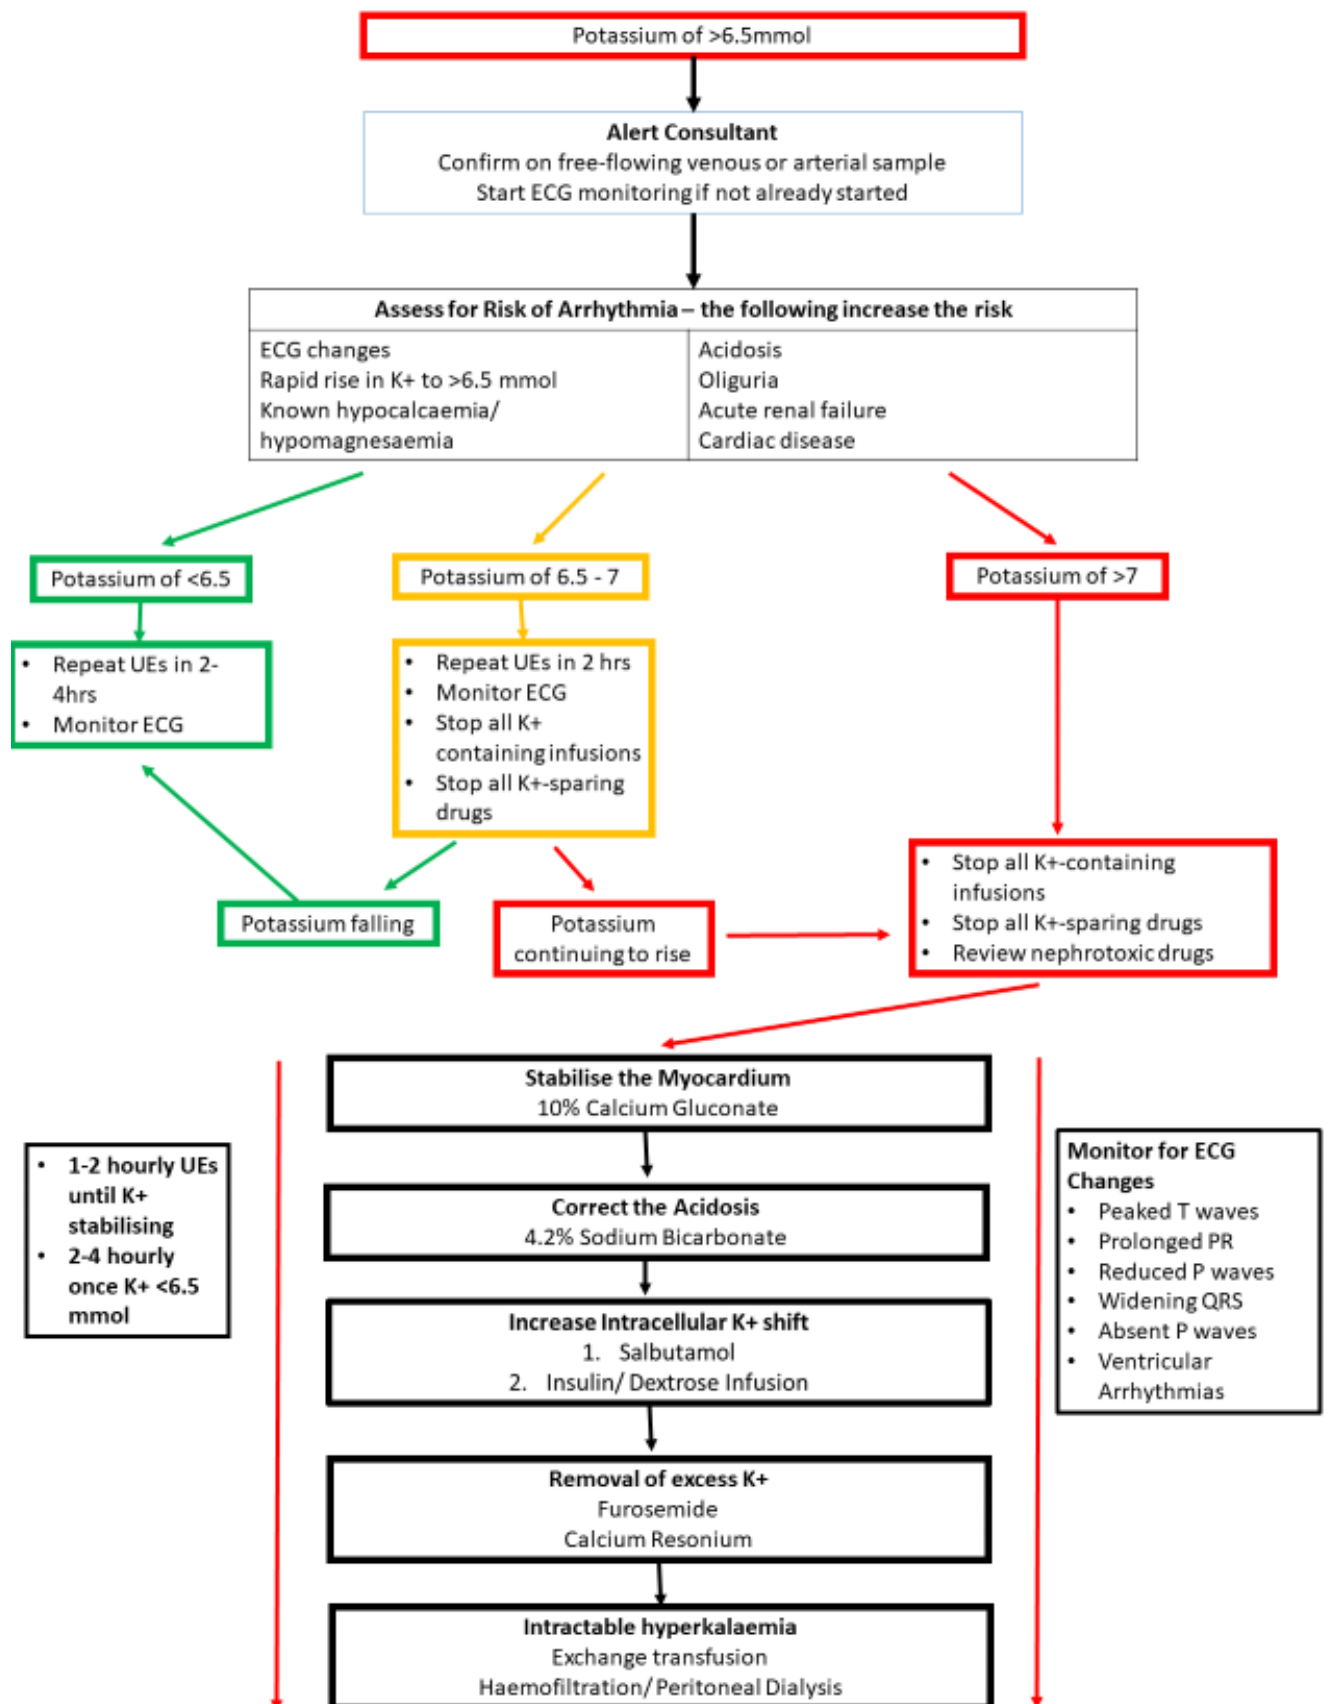 Potassium of >6.5mmol
Alert Consultant
Confirm on free-flowing venous or arterial sample
Start ECG monitoring if not already started
Assess for Risk of Arrhythmia – the following increase the risk
ECG changes
Rapid rise in K+ to >6.5 mmol
Known hypocalcaemia/
hypomagnesaemia
Acidosis
Oliguria
Acute renal failure
Cardiac disease
Potassium of <6.5
Potassium of 6.5 - 7
Potassium of >7
• Repeat UEs in 2-
4hrs
• Monitor ECG
• Repeat UEs in 2 hrs
• Monitor ECG
• Stop all K+
containing infusions
• Stop all K+-sparing
drugs
Potassium falling
Potassium
continuing to rise
• Stop all K+-containing
infusions
• Stop all K+-sparing drugs
• Review nephrotoxic drugs
Stabilise the Myocardium
10% Calcium Gluconate
• 1-2 hourly UEs
until K+
stabilising
• 2-4 hourly
once K+ <6.5
mmol
Correct the Acidosis
4.2% Sodium Bicarbonate
Increase Intracellular K+ shift
1. Salbutamol
2. Insulin/ Dextrose Infusion
Monitor for ECG
Changes
• Peaked T waves
• Prolonged PR
• Reduced P waves
• Widening QRS
• Absent P waves
• Ventricular
Arrhythmias
Removal of excess K+
Furosemide
Calcium Resonium
Intractable hyperkalaemia
Exchange transfusion
Haemofiltration/ Peritoneal Dialysis